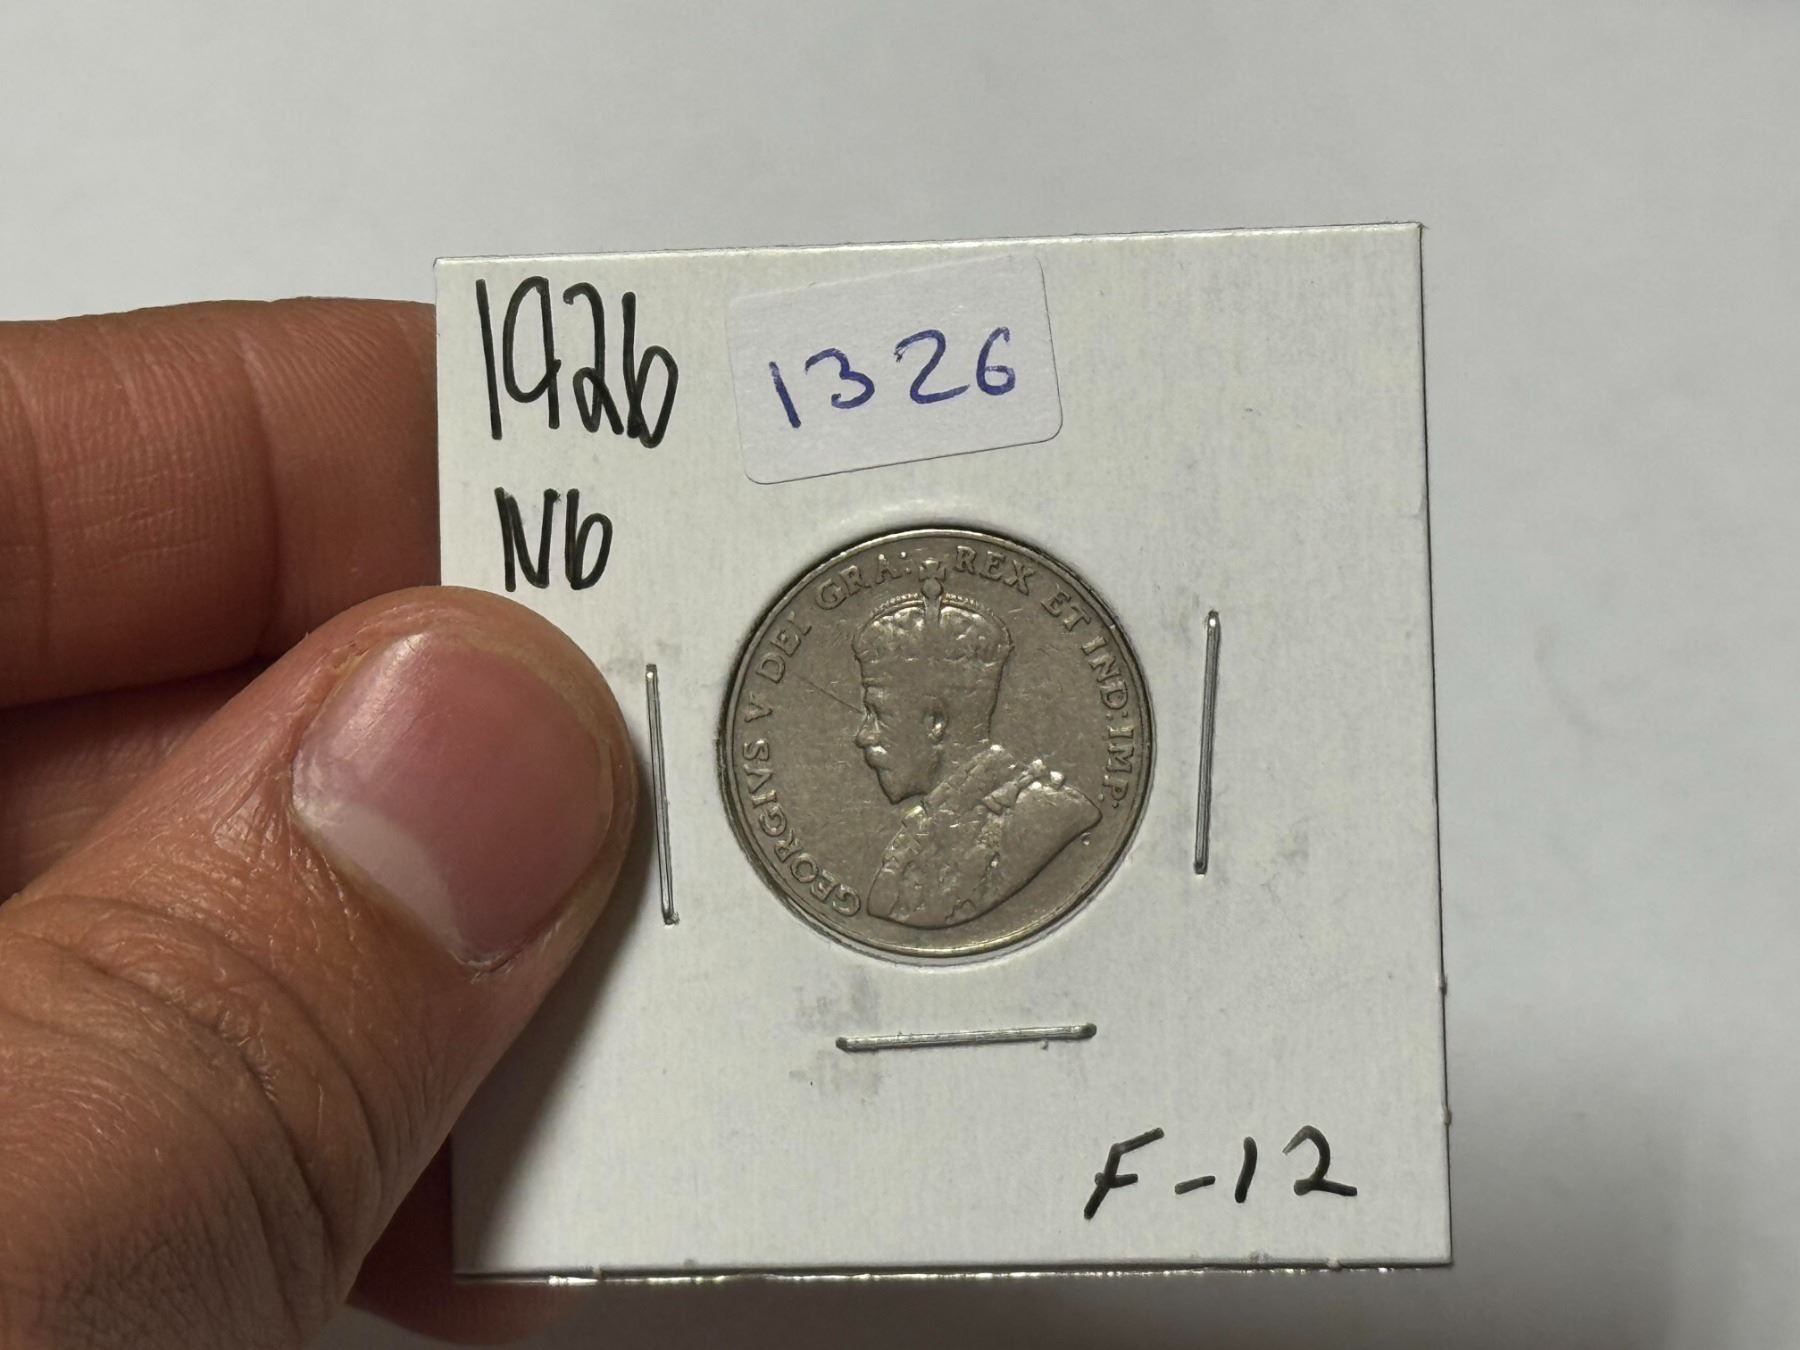 1926
1326
N6
GEORGIVS V DEI GRA: REX ET IND: IMP:
F-12